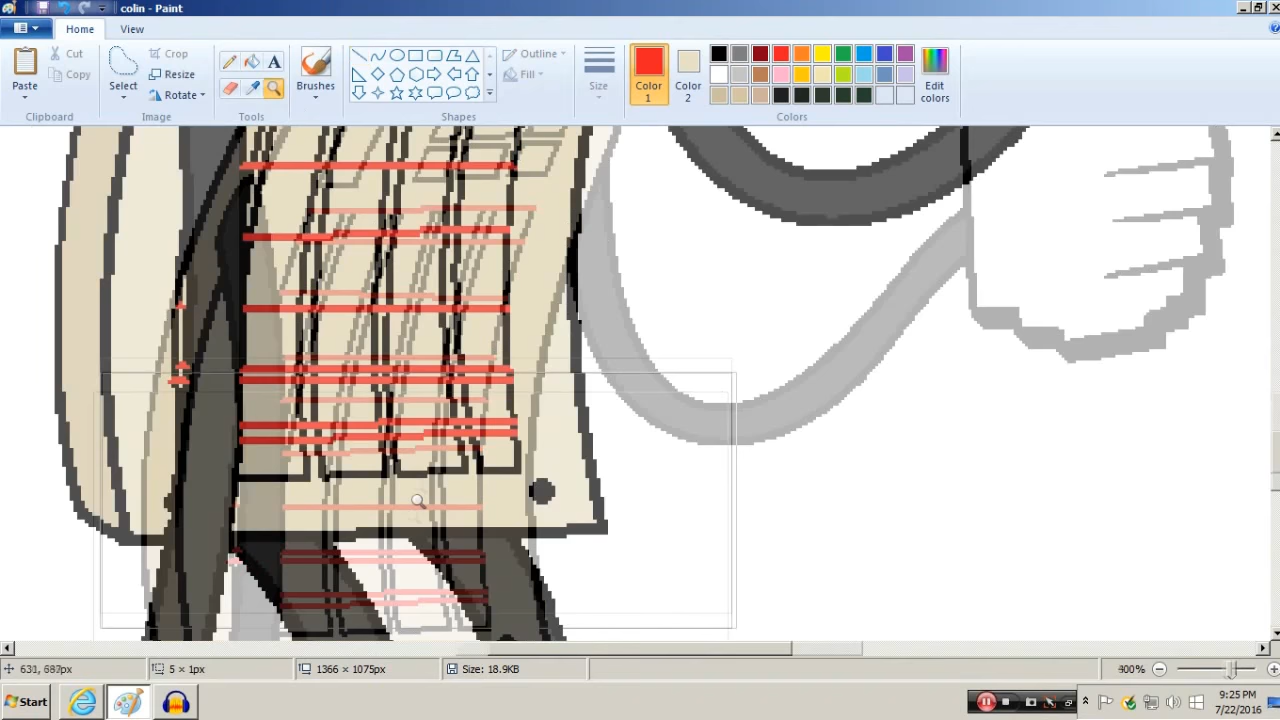 colin - Paint
Home View
Paste
Cut
Copy
Clipboard
Select
Crop
Resize
Rotate
Image
A
Tools
Brushes
Outline
Fill
Shapes
Size
Color 1
Color 2
Edit colors
Colors
5 × 1px
1366 × 1075px
Size: 18.9KB
400%
Start
9:25 PM
7/22/2016